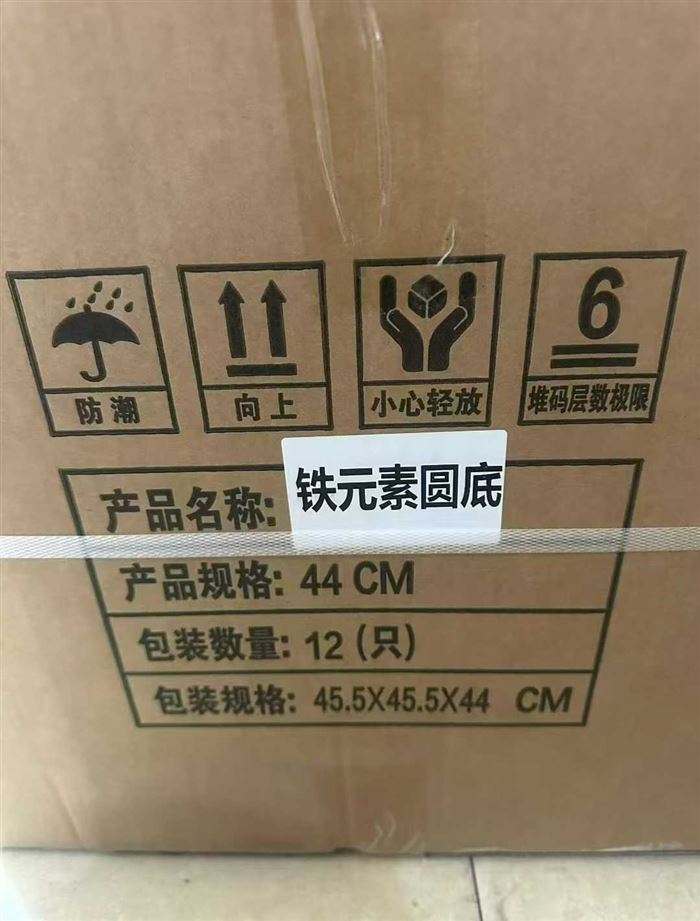 防潮
向上
小心轻放
6
堆码层数极限
产品名称: 铁元素圆底
产品规格: 44 CM
包装数量: 12 (只)
包装规格: 45.5X45.5X44 CM